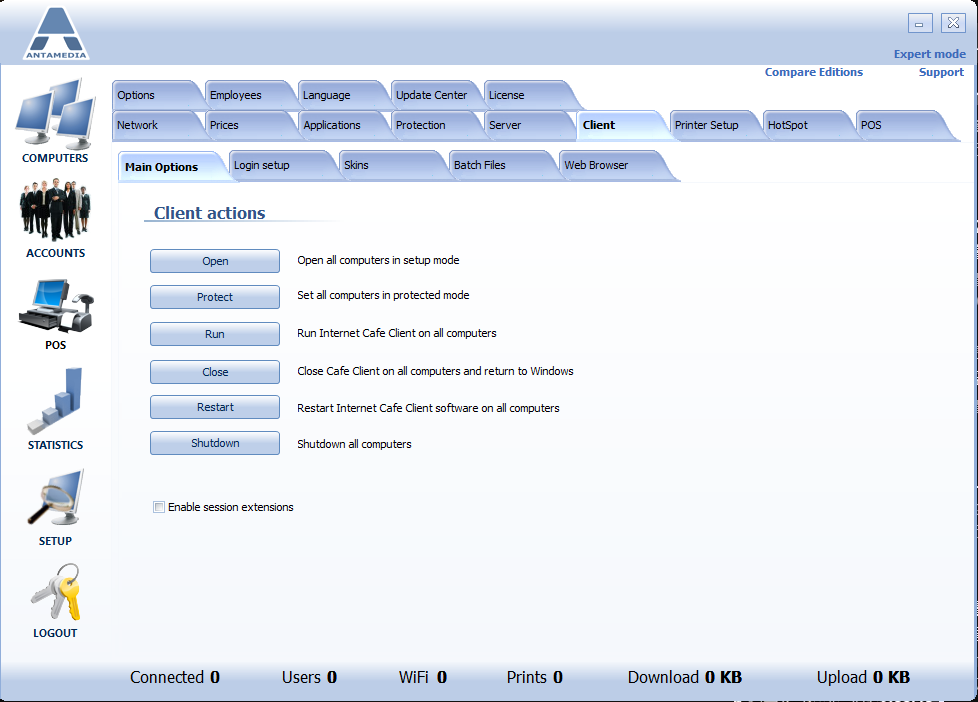 ANTAMEDIA
Expert mode
Compare Editions Support
Options Employees Language Update Center License
Network Prices Applications Protection Server Client Printer Setup HotSpot POS
Main Options Login setup Skins Batch Files Web Browser
COMPUTERS
ACCOUNTS
POS
STATISTICS
SETUP
LOGOUT
Client actions
Open Open all computers in setup mode
Protect Set all computers in protected mode
Run Run Internet Cafe Client on all computers
Close Close Cafe Client on all computers and return to Windows
Restart Restart Internet Cafe Client software on all computers
Shutdown Shutdown all computers
Enable session extensions
Connected 0 Users 0 WiFi 0 Prints 0 Download 0 KB Upload 0 KB